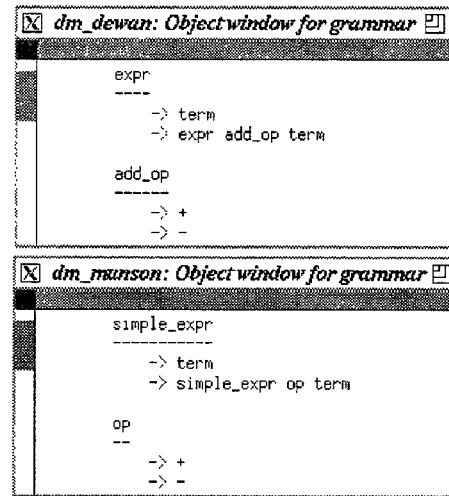 dm_dewan: Object window for grammar
expr
----
-> term
-> expr add_op term
add_op
------
-> +
-> -
dm_munson: Object window for grammar
simple_expr
-----------
-> term
-> simple_expr op term
op
--
-> +
-> -